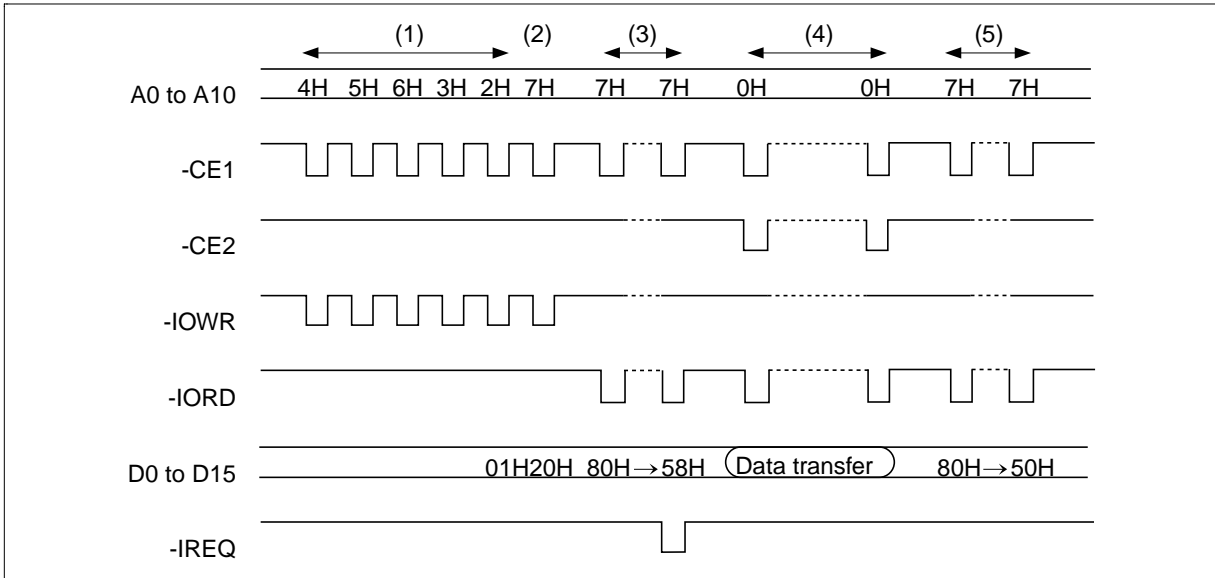 (1) (2) (3) (4) (5)
A0 to A10 4H 5H 6H 3H 2H 7H 7H 7H 0H 0H 7H 7H
-CE1
-CE2
-IOWR
-IORD
D0 to D15 01H20H 80H→58H Data transfer 80H→50H
-IREQ